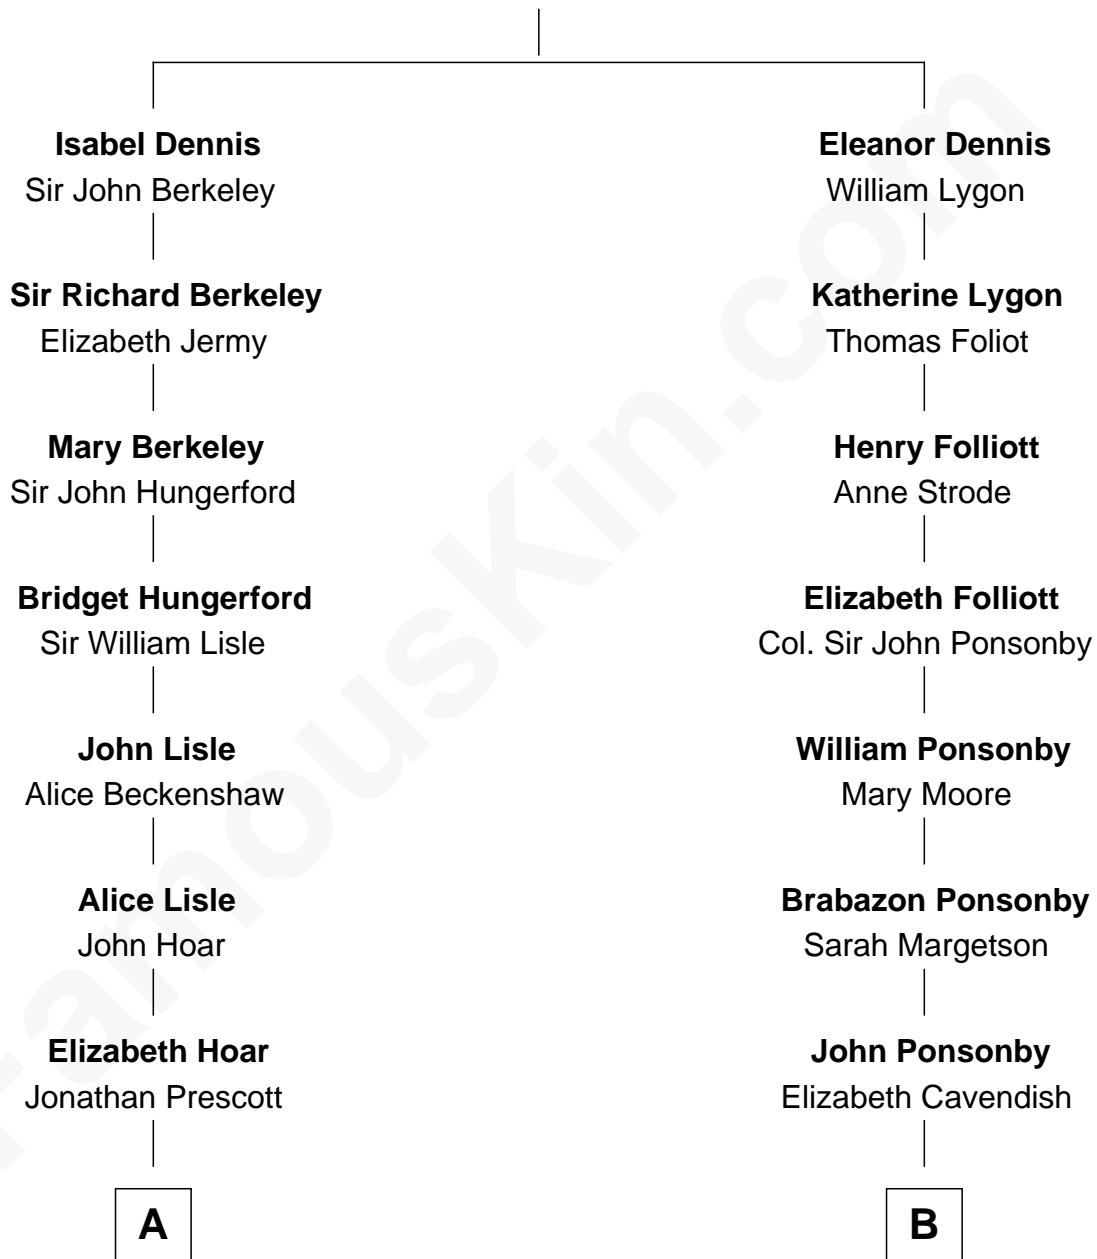 Isabel Dennis
Sir John Berkeley
Sir Richard Berkeley
Elizabeth Jermy
Mary Berkeley
Sir John Hungerford
Bridget Hungerford
Sir William Lisle
John Lisle
Alice Beckenshaw
Alice Lisle
John Hoar
Elizabeth Hoar
Jonathan Prescott
A
Eleanor Dennis
William Lygon
Katherine Lygon
Thomas Foliot
Henry Folliott
Anne Strode
Elizabeth Folliott
Col. Sir John Ponsonby
William Ponsonby
Mary Moore
Brabazon Ponsonby
Sarah Margetson
John Ponsonby
Elizabeth Cavendish
B
FamousKin.com